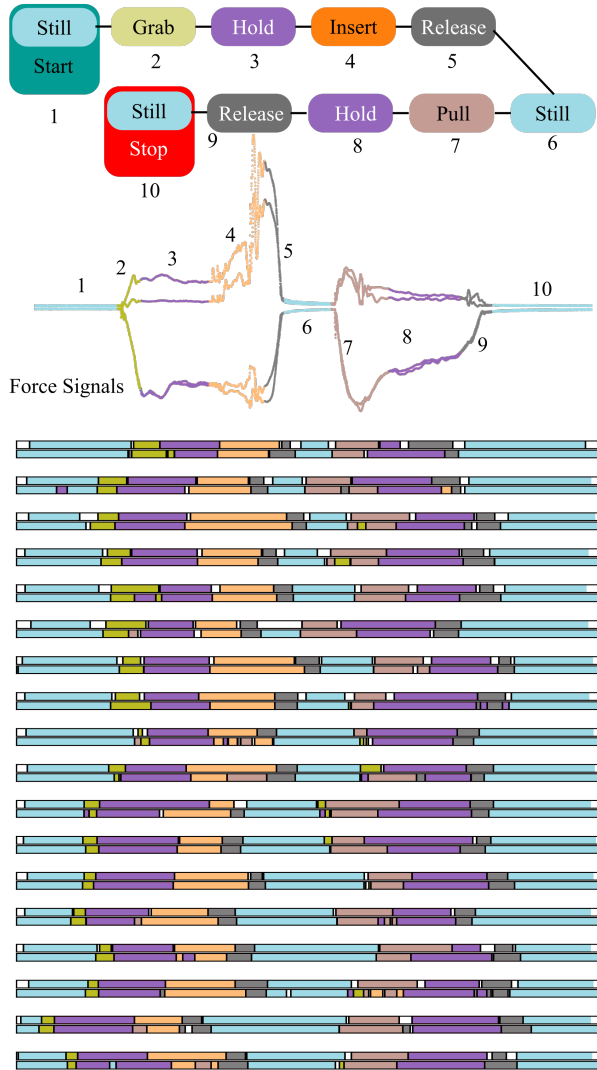 Still Grab Hold Insert Release
Start
1 2 3 4 5
Still Release Hold Pull Still
Stop
9 8 7 6
10
1 2 3 4 5 10
6
7 8 9
Force Signals